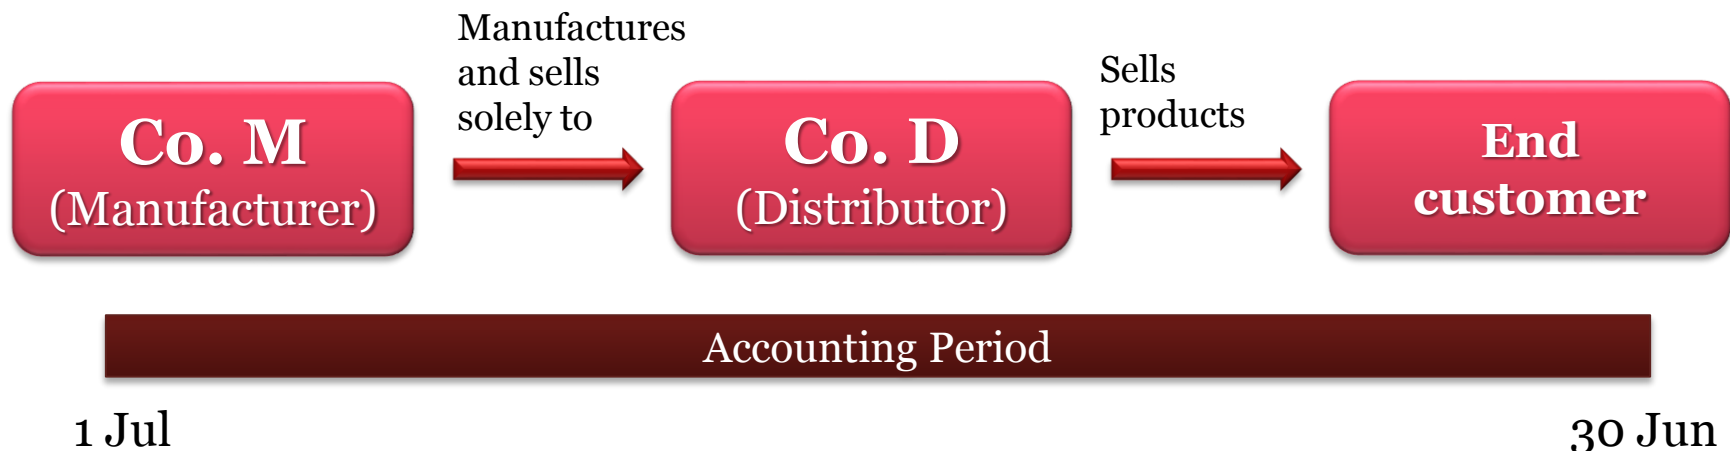 Manufactures
and sells
solely to
Sells
products
Co. M
(Manufacturer)
Co. D
(Distributor)
End
customer
Accounting Period
1 Jul
30 Jun